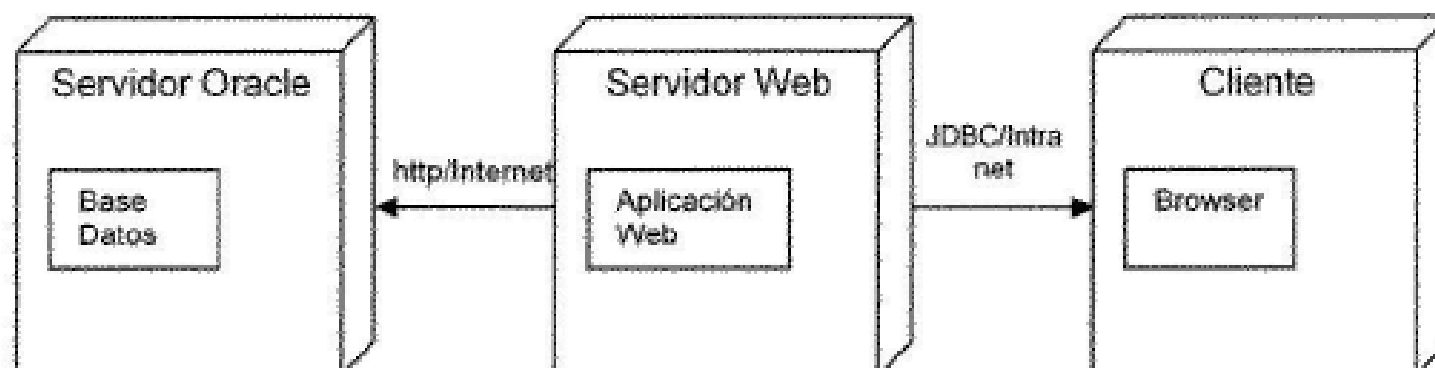 Servidor Oracle
Base
Datos
http/Internet
Servidor Web
Aplicación
Web
JDBC/Intra
net
Cliente
Browser